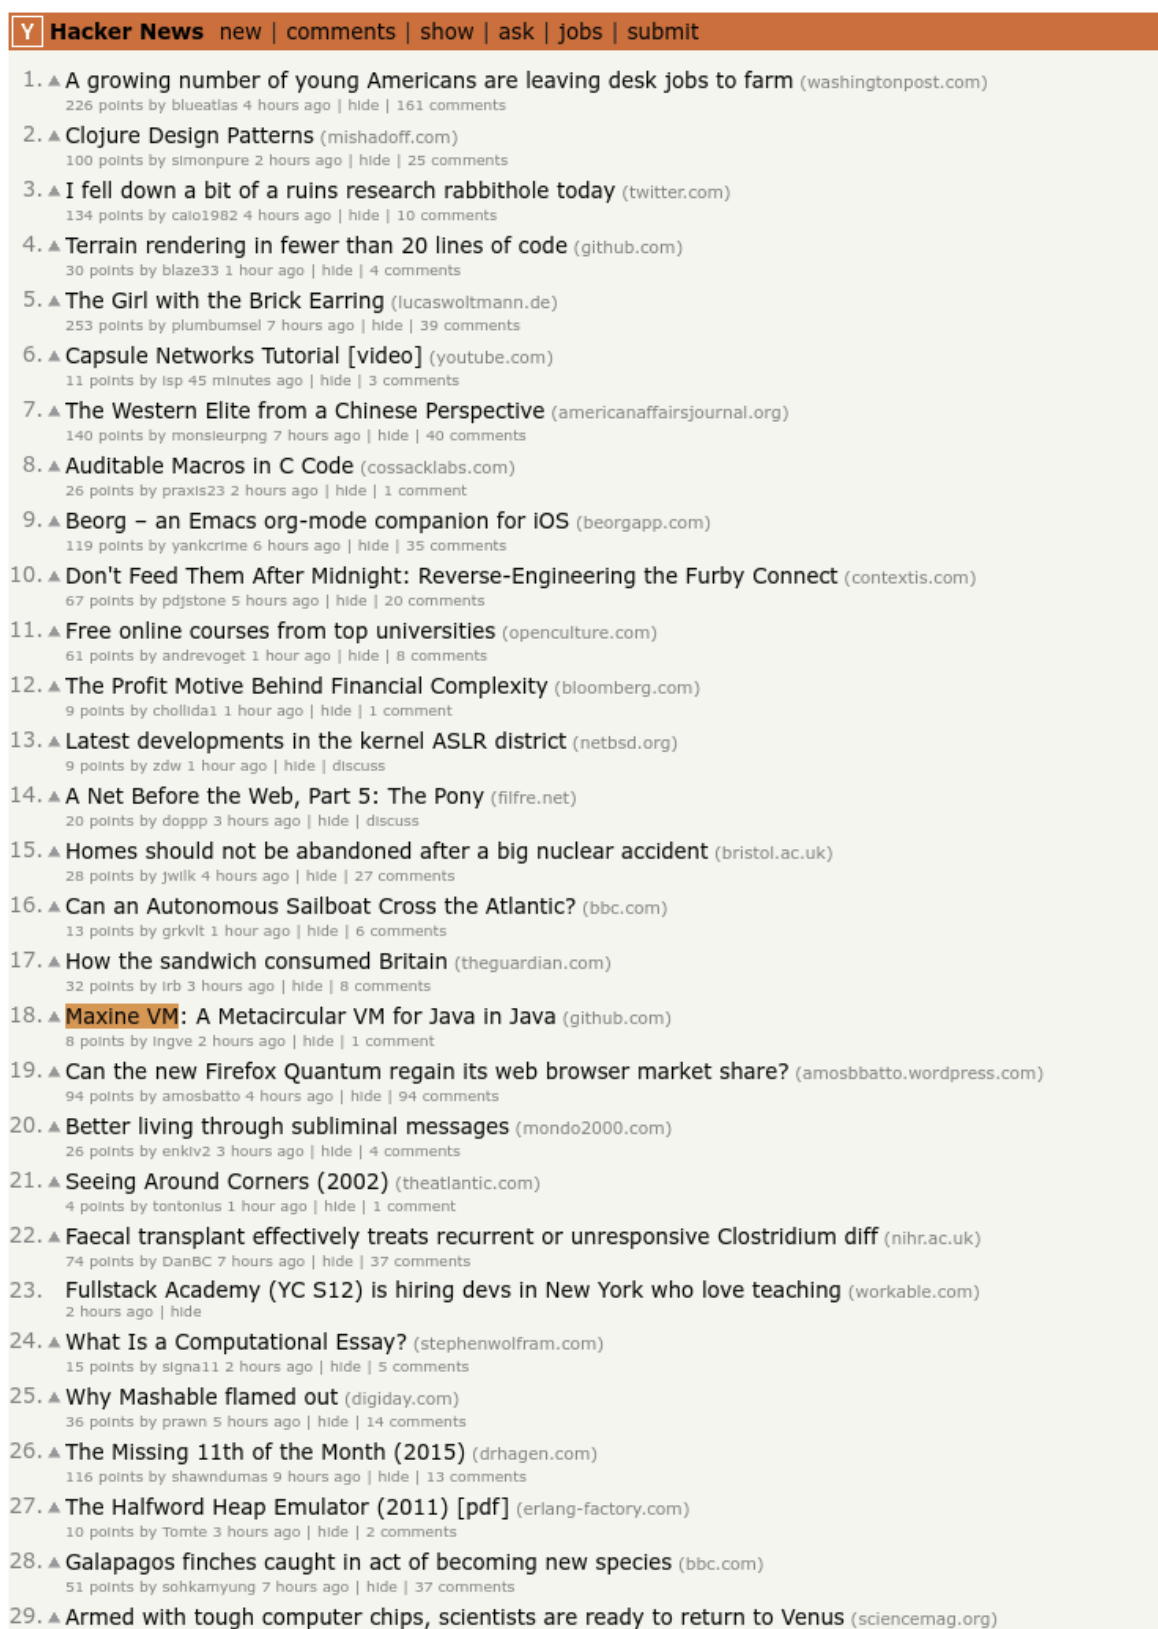 Y Hacker News new | comments | show | ask | jobs | submit
1. A growing number of young Americans are leaving desk jobs to farm (washingtonpost.com)
226 points by blueatlas 4 hours ago | hide | 161 comments
2. Clojure Design Patterns (mishadoff.com)
100 points by simonpure 2 hours ago | hide | 25 comments
3. I fell down a bit of a ruins research rabbithole today (twitter.com)
134 points by caio1982 4 hours ago | hide | 10 comments
4. Terrain rendering in fewer than 20 lines of code (github.com)
30 points by blaze33 1 hour ago | hide | 4 comments
5. The Girl with the Brick Earring (lucaswoltmann.de)
253 points by plumbumsel 7 hours ago | hide | 39 comments
6. Capsule Networks Tutorial [video] (youtube.com)
11 points by isp 45 minutes ago | hide | 3 comments
7. The Western Elite from a Chinese Perspective (americanaffairsjournal.org)
140 points by monsieurpng 7 hours ago | hide | 40 comments
8. Auditable Macros in C Code (cossacklabs.com)
26 points by praxis23 2 hours ago | hide | 1 comment
9. Beorg – an Emacs org-mode companion for iOS (beorgapp.com)
119 points by yankcrime 6 hours ago | hide | 35 comments
10. Don't Feed Them After Midnight: Reverse-Engineering the Furby Connect (contextis.com)
67 points by pdjstone 5 hours ago | hide | 20 comments
11. Free online courses from top universities (openculture.com)
61 points by andrevoget 1 hour ago | hide | 8 comments
12. The Profit Motive Behind Financial Complexity (bloomberg.com)
9 points by chollida1 1 hour ago | hide | 1 comment
13. Latest developments in the kernel ASLR district (netbsd.org)
9 points by zdw 1 hour ago | hide | discuss
14. A Net Before the Web, Part 5: The Pony (filfre.net)
20 points by doppp 3 hours ago | hide | discuss
15. Homes should not be abandoned after a big nuclear accident (bristol.ac.uk)
28 points by jwilk 4 hours ago | hide | 27 comments
16. Can an Autonomous Sailboat Cross the Atlantic? (bbc.com)
13 points by grkvlt 1 hour ago | hide | 6 comments
17. How the sandwich consumed Britain (theguardian.com)
32 points by lrb 3 hours ago | hide | 8 comments
18. Maxine VM: A Metacircular VM for Java in Java (github.com)
8 points by ingve 2 hours ago | hide | 1 comment
19. Can the new Firefox Quantum regain its web browser market share? (amosbbatto.wordpress.com)
94 points by amosbatto 4 hours ago | hide | 94 comments
20. Better living through subliminal messages (mondo2000.com)
26 points by enkiv2 3 hours ago | hide | 4 comments
21. Seeing Around Corners (2002) (theatlantic.com)
4 points by tontonius 1 hour ago | hide | 1 comment
22. Faecal transplant effectively treats recurrent or unresponsive Clostridium diff (nihr.ac.uk)
74 points by DanBC 7 hours ago | hide | 37 comments
23. Fullstack Academy (YC S12) is hiring devs in New York who love teaching (workable.com)
2 hours ago | hide
24. What Is a Computational Essay? (stephenwolfram.com)
15 points by signa11 2 hours ago | hide | 5 comments
25. Why Mashable flamed out (digiday.com)
36 points by prawn 5 hours ago | hide | 14 comments
26. The Missing 11th of the Month (2015) (drhagen.com)
116 points by shawndumas 9 hours ago | hide | 13 comments
27. The Halfword Heap Emulator (2011) [pdf] (erlang-factory.com)
10 points by Tomte 3 hours ago | hide | 2 comments
28. Galapagos finches caught in act of becoming new species (bbc.com)
51 points by sohkamyung 7 hours ago | hide | 37 comments
29. Armed with tough computer chips, scientists are ready to return to Venus (sciencemag.org)